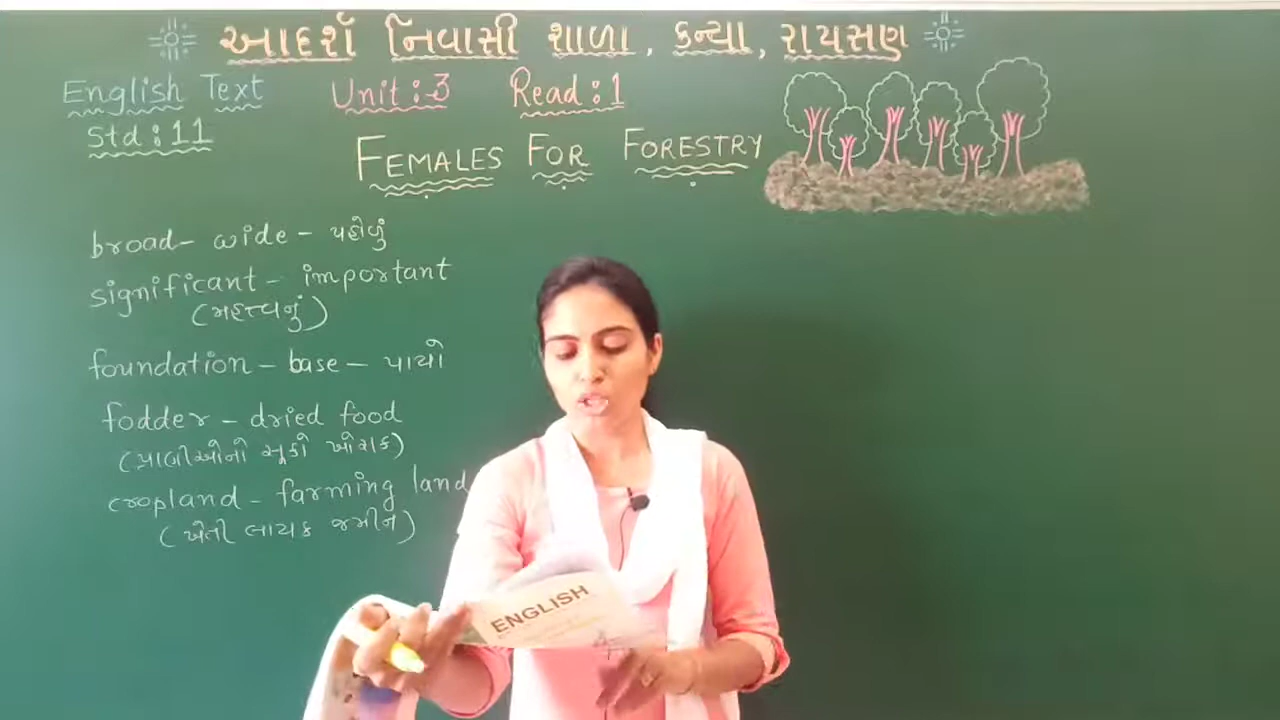 આદર્શ નિવાસી શાળા, કન્યા, રાયસણ
English Text Unit:-3 Read:1
Std:11
FEMALES FOR FORESTRY
broad- wide - પહોળું
significant - important
(મહત્ત્વનું)
foundation - base - પાયો
fodder - dried food
(પ્રાણીઓનો સૂકો ખોરાક)
cropland - farming land
(ખેતી લાયક જમીન)
ENGLISH